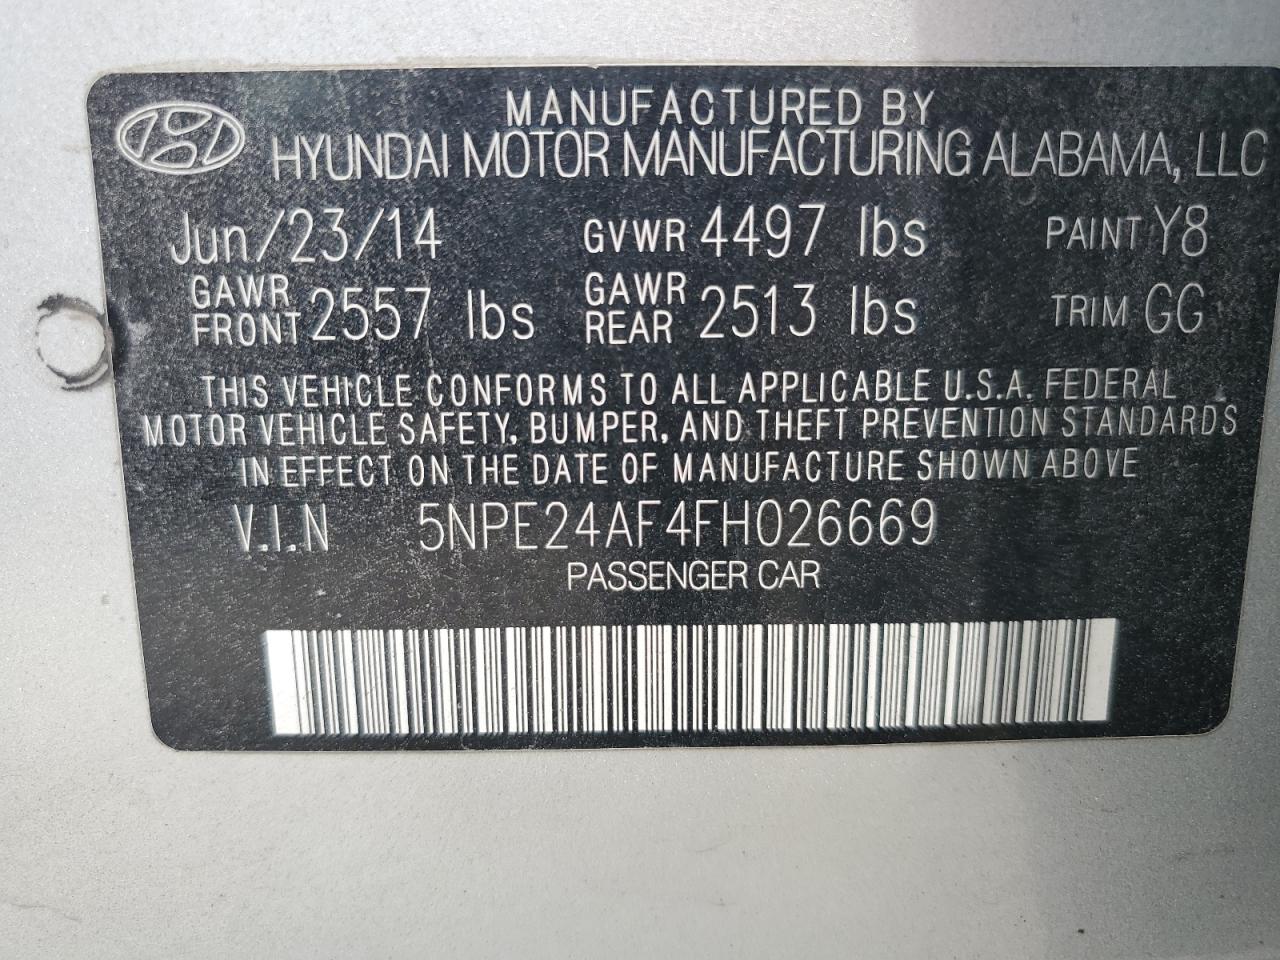 MANUFACTURED BY
HYUNDAI MOTOR MANUFACTURING ALABAMA, LLC
Jun/23/14 GVWR 4497 lbs PAINT Y8
GAWR FRONT 2557 lbs GAWR REAR 2513 lbs TRIM GG
THIS VEHICLE CONFORMS TO ALL APPLICABLE U.S.A. FEDERAL
MOTOR VEHICLE SAFETY, BUMPER, AND THEFT PREVENTION STANDARDS
IN EFFECT ON THE DATE OF MANUFACTURE SHOWN ABOVE
V.I.N 5NPE24AF4FH026669
PASSENGER CAR